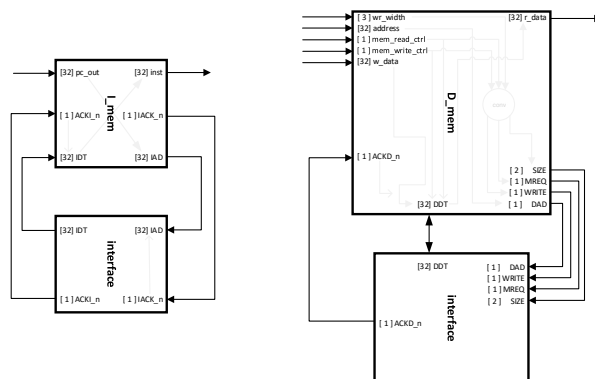 [32] pc_out [32] inst
I_mem
[ 1 ] ACKI_n [ 1 ] IACK_n
[32] IDT [32] IAD
[32] IDT [32] IAD
interface
[ 1 ] ACKI_n [ 1 ] IACK_n
[ 3 ] wr_width [32] r_data
[32] address
[ 1 ] mem_read_ctrl
[ 1 ] mem_write_ctrl
[32] w_data
D_mem
[ 1 ] ACKD_n
[ 2 ] SIZE
[ 1 ] MREQ
[ 1 ] WRITE
[32] DDT [ 1 ] DAD
[32] DDT [ 1 ] DAD
[ 1 ] WRITE
[ 1 ] MREQ
[ 2 ] SIZE
interface
[ 1 ] ACKD_n